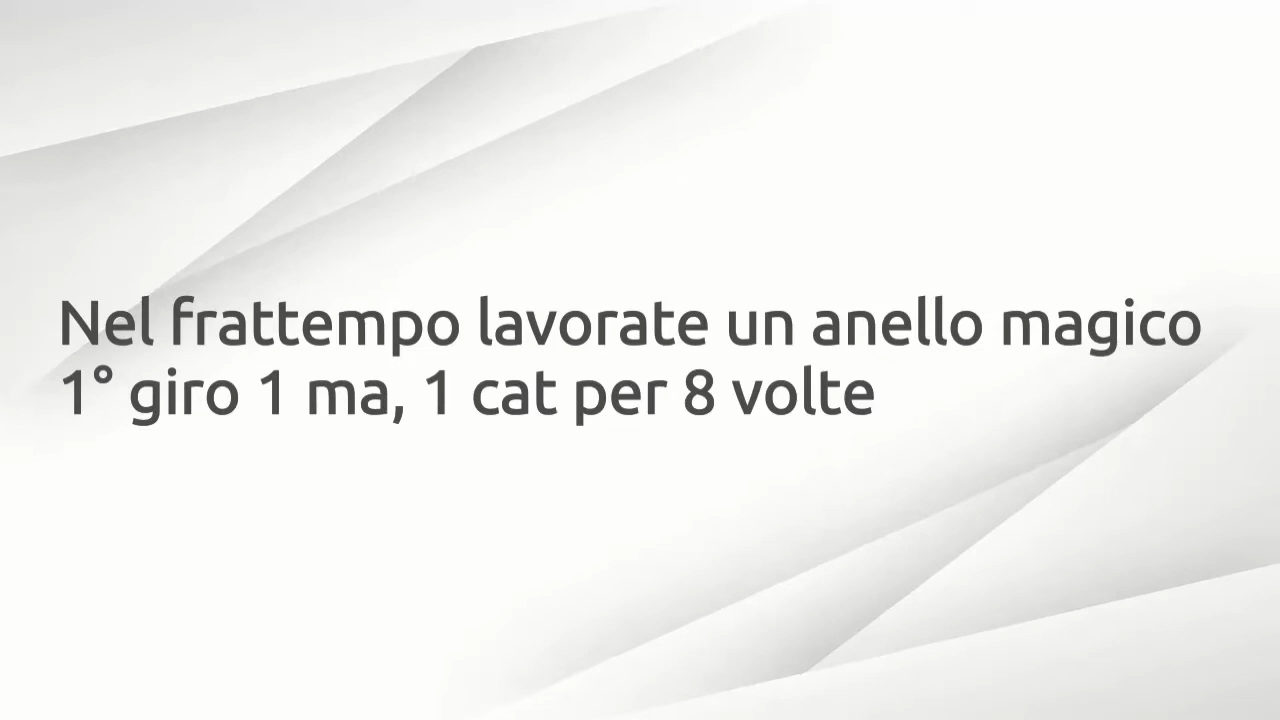 Nel frattempo lavorate un anello magico
1° giro 1 ma, 1 cat per 8 volte